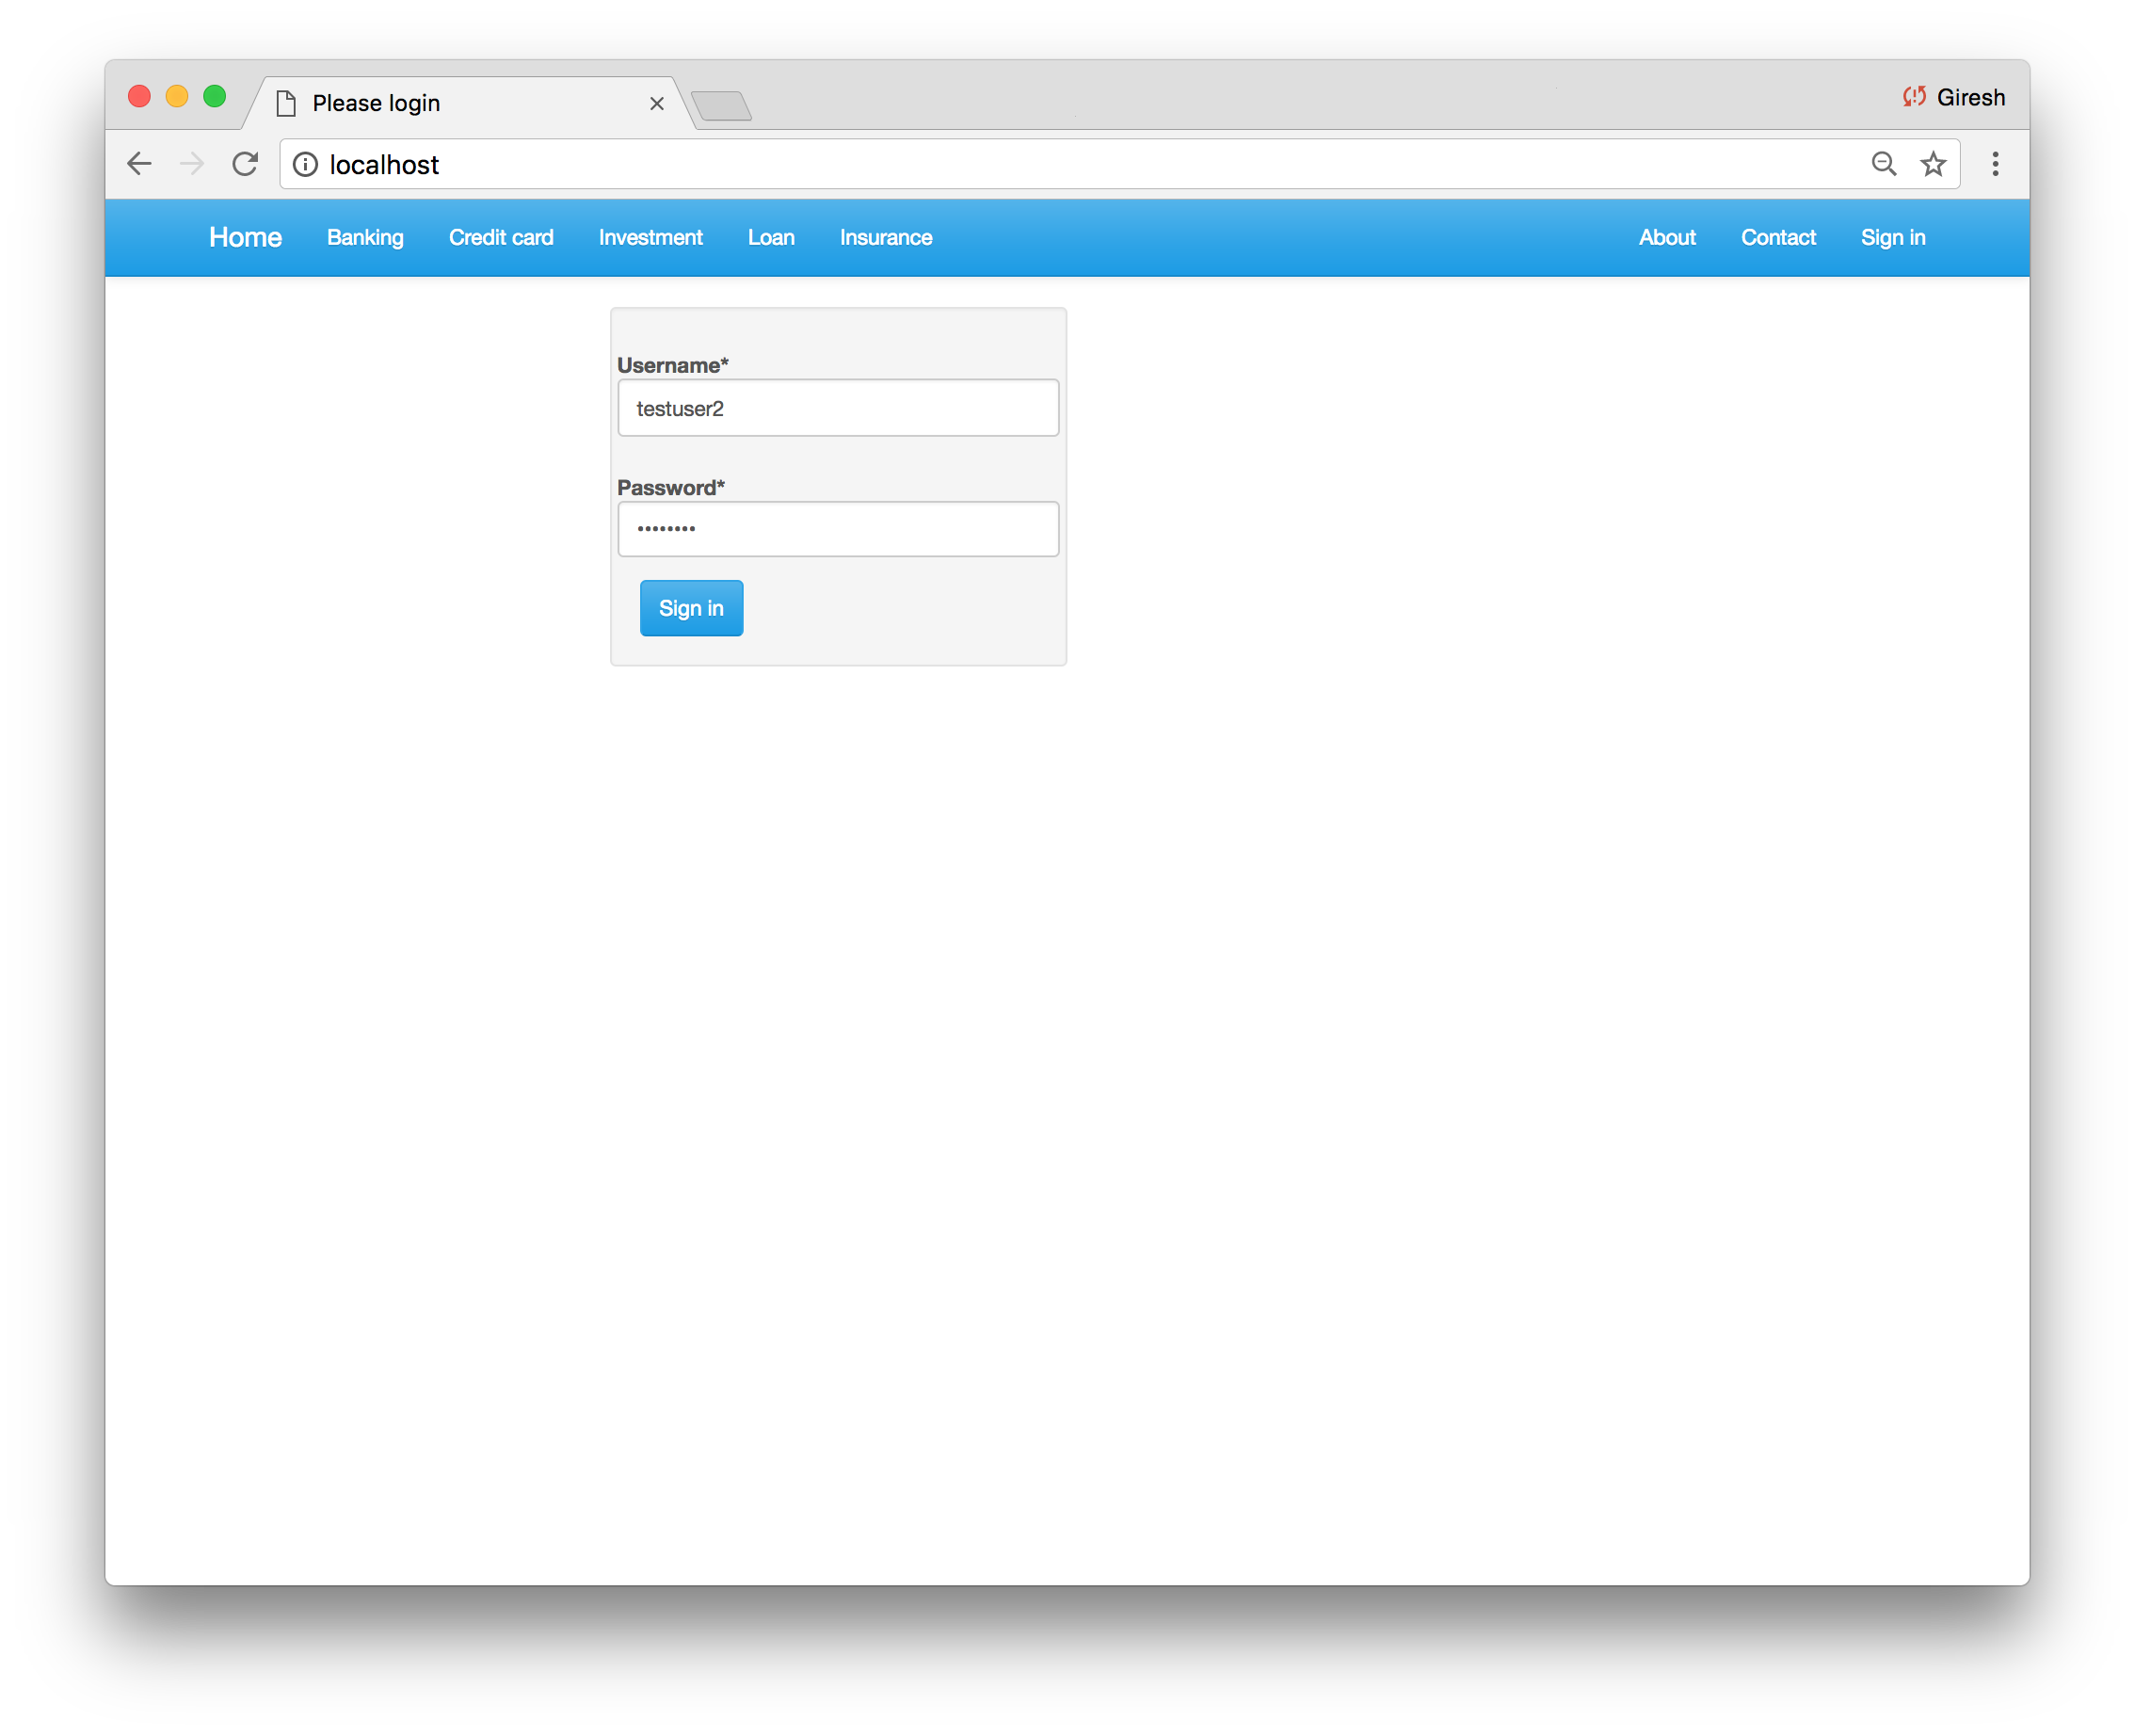 Please login
Giresh
localhost
Home Banking Credit card Investment Loan Insurance About Contact Sign in
Username*
testuser2
Password*
••••••••
Sign in